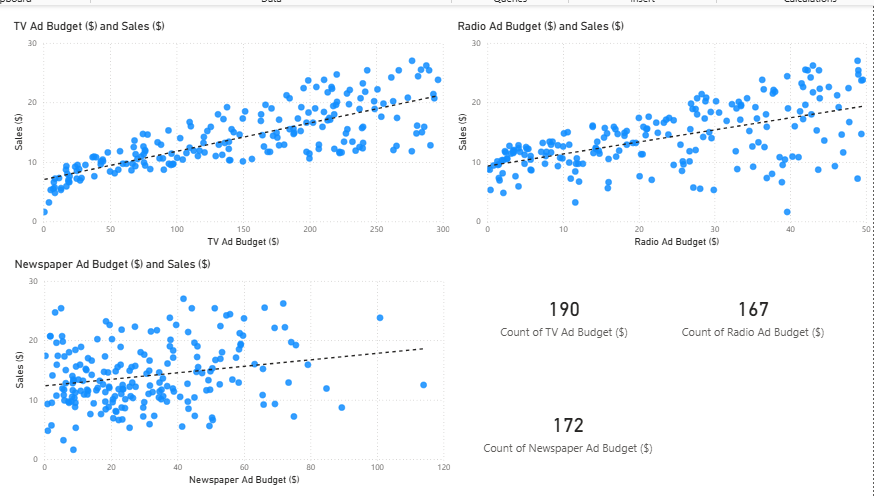 Data
Queries
Insert
Calculations
TV Ad Budget ($) and Sales ($)
30
20
10
0
Sales ($)
0
50
100
150
200
250
300
TV Ad Budget ($)
Radio Ad Budget ($) and Sales ($)
30
20
10
0
Sales ($)
0
10
20
30
40
50
Radio Ad Budget ($)
Newspaper Ad Budget ($) and Sales ($)
30
20
10
0
Sales ($)
0
20
40
60
80
100
120
Newspaper Ad Budget ($)
190
Count of TV Ad Budget ($)
167
Count of Radio Ad Budget ($)
172
Count of Newspaper Ad Budget ($)